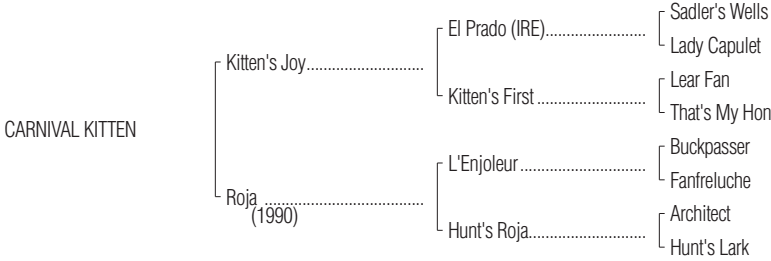 Sadler's Wells
El Prado (IRE)..........................
Lady Capulet
Kitten's Joy..............................
Lear Fan
Kitten's First ............................
That's My Hon
CARNIVAL KITTEN
Buckpasser
L'Enjoleur................................
Fanfreluche
Roja .........................................
(1990)
Architect
Hunt's Roja..............................
Hunt's Lark